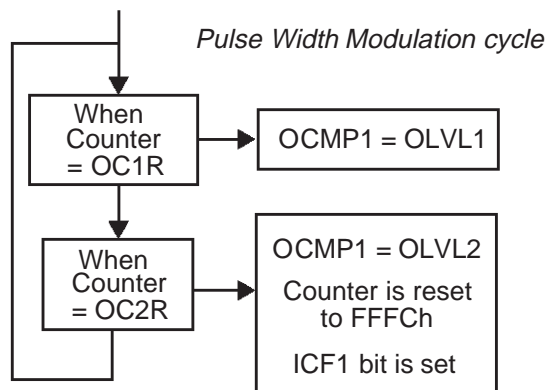 Pulse Width Modulation cycle
When
Counter
= OC1R
OCMP1 = OLVL1
When
Counter
= OC2R
OCMP1 = OLVL2
Counter is reset
to FFFCh
ICF1 bit is set